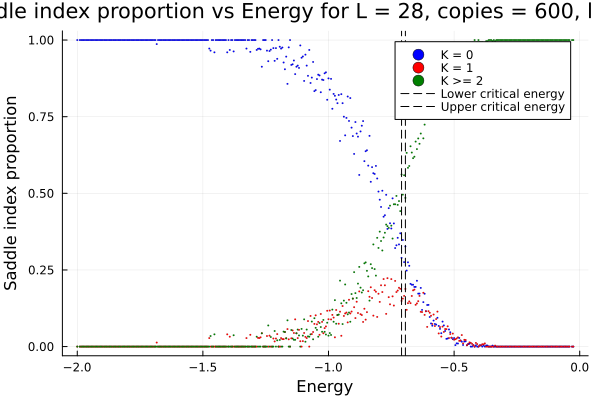 dle index proportion vs Energy for L = 28, copies = 600,
1.00
0.75
0.50
0.25
0.00
Saddle index proportion
K = 0
K = 1
K >= 2
Lower critical energy
Upper critical energy
−2.0 −1.5 −1.0 −0.5 0.0
Energy